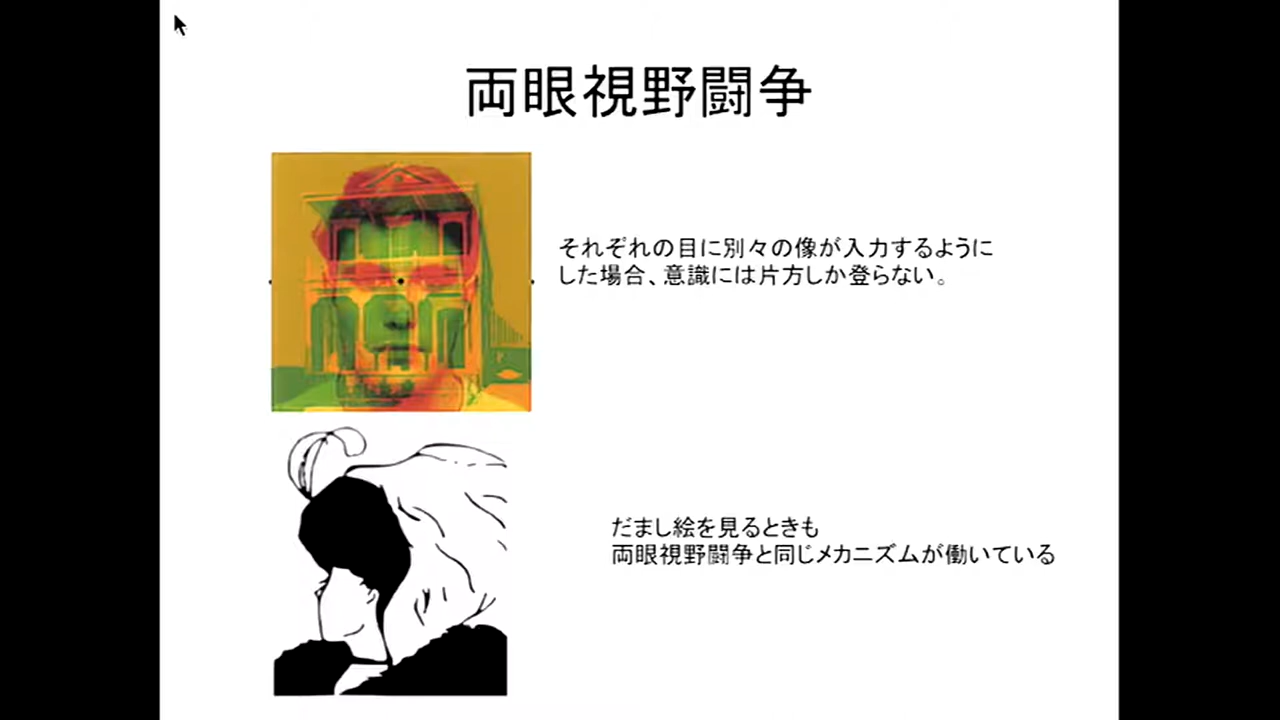 両眼視野闘争
それぞれの目に別々の像が入力するように
した場合、意識には片方しか登らない。
だまし絵を見るときも
両眼視野闘争と同じメカニズムが働いている